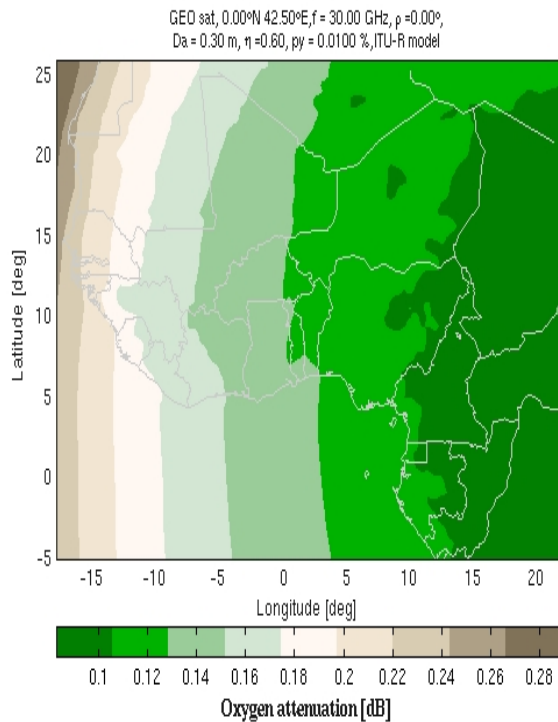 GEO sat, 0.00ºN 42.50ºE,f = 30.00 GHz, ρ =0.00º,
Da = 0.30 m, η =0.60, py = 0.0100 %,ITU-R model
25
20
15
10
5
0
-5
Latitude [deg]
-15 -10 -5 0 5 10 15 20
Longitude [deg]
0.1 0.12 0.14 0.16 0.18 0.2 0.22 0.24 0.26 0.28
Oxygen attenuation [dB]